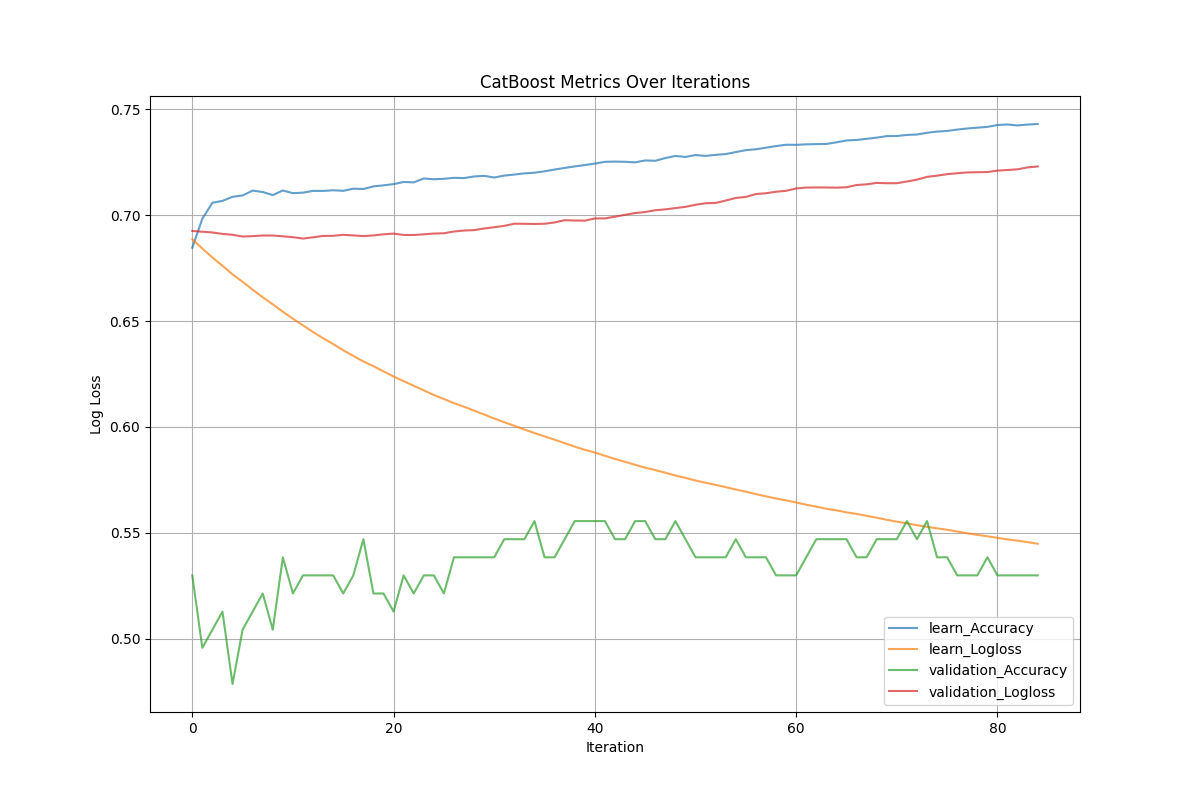 CatBoost Metrics Over Iterations
0.75
0.70
0.65
0.60
0.55
0.50
Log Loss
0
20
40
60
80
Iteration
learn_Accuracy
learn_Logloss
validation_Accuracy
validation_Logloss